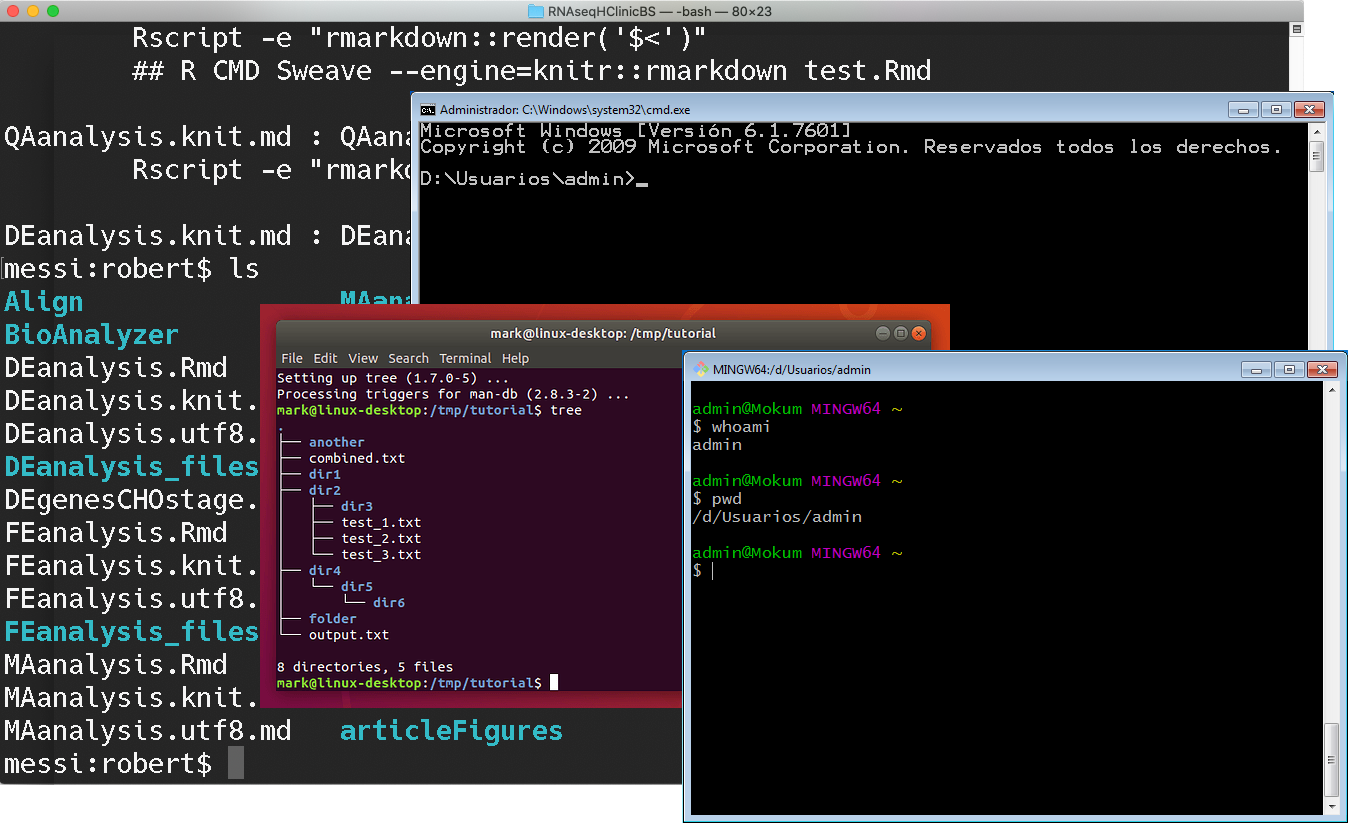 RNAseqHClinicBS — -bash — 80×23
Rscript -e "rmarkdown::render('$<')"
## R CMD Sweave --engine=knitr::rmarkdown test.Rmd
QAanalysis.knit.md :
Rscript -e
DEanalysis.knit.md :
messi:robert$ ls
Align
BioAnalyzer
DEanalysis.Rmd
DEanalysis.knit.
DEanalysis.utf8.
DEanalysis_files
DEgenesCHOstage.
FEanalysis.Rmd
FEanalysis.knit.
FEanalysis.utf8.
FEanalysis_files
MAanalysis.Rmd
MAanalysis.knit.
MAanalysis.utf8.md articleFigures
messi:robert$
Administrador: C:\Windows\system32\cmd.exe
Microsoft Windows [Versión 6.1.7601]
Copyright (c) 2009 Microsoft Corporation. Reservados todos los derechos.
D:\Usuarios\admin>_
mark@linux-desktop: /tmp/tutorial
File Edit View Search Terminal Help
Setting up tree (1.7.0-5) ...
Processing triggers for man-db (2.8.3-2) ...
mark@linux-desktop:/tmp/tutorial$ tree
.
├── another
├── combined.txt
├── dir1
├── dir2
│   ├── dir3
│   ├── test_1.txt
│   ├── test_2.txt
│   └── test_3.txt
├── dir4
│   └── dir5
│       └── dir6
├── folder
└── output.txt
8 directories, 5 files
mark@linux-desktop:/tmp/tutorial$
MINGW64:/d/Usuarios/admin
admin@Mokum MINGW64 ~
$ whoami
admin
admin@Mokum MINGW64 ~
$ pwd
/d/Usuarios/admin
admin@Mokum MINGW64 ~
$